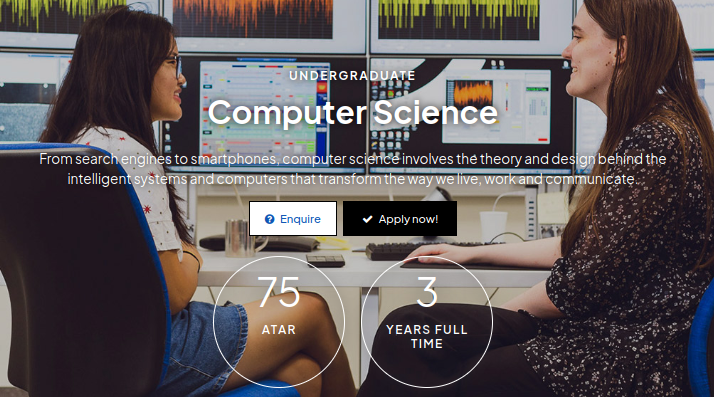 UNDERGRADUATE
Computer Science
From search engines to smartphones, computer science involves the theory and design behind the
intelligent systems and computers that transform the way we live, work and communicate.
Enquire
Apply now!
75
ATAR
3
YEARS FULL
TIME